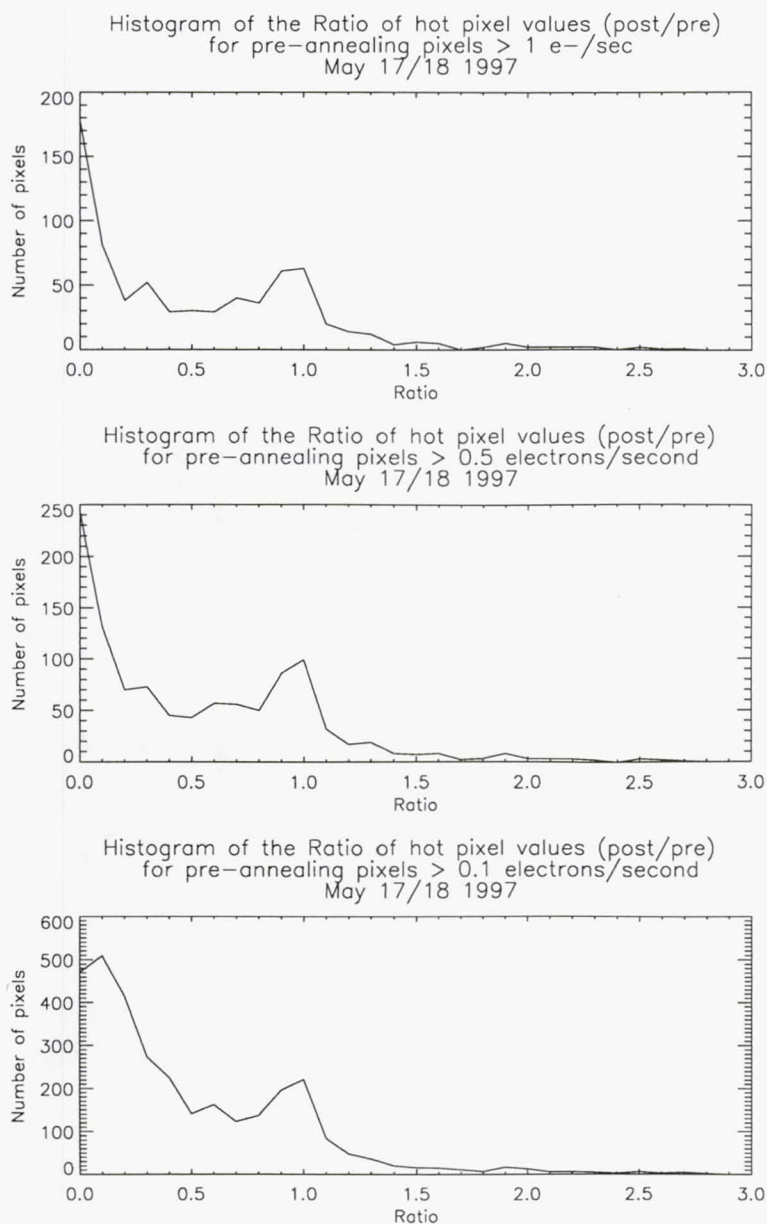 Histogram of the Ratio of hot pixel values (post/pre)
for pre-annealing pixels > 1 e-/sec
May 17/18 1997
200
150
100
50
0
Number of pixels
0.0 0.5 1.0 1.5 2.0 2.5 3.0
Ratio
Histogram of the Ratio of hot pixel values (post/pre)
for pre-annealing pixels > 0.5 electrons/second
May 17/18 1997
250
200
150
100
50
0
Number of pixels
0.0 0.5 1.0 1.5 2.0 2.5 3.0
Ratio
Histogram of the Ratio of hot pixel values (post/pre)
for pre-annealing pixels > 0.1 electrons/second
May 17/18 1997
600
500
400
300
200
100
0
Number of pixels
0.0 0.5 1.0 1.5 2.0 2.5 3.0
Ratio